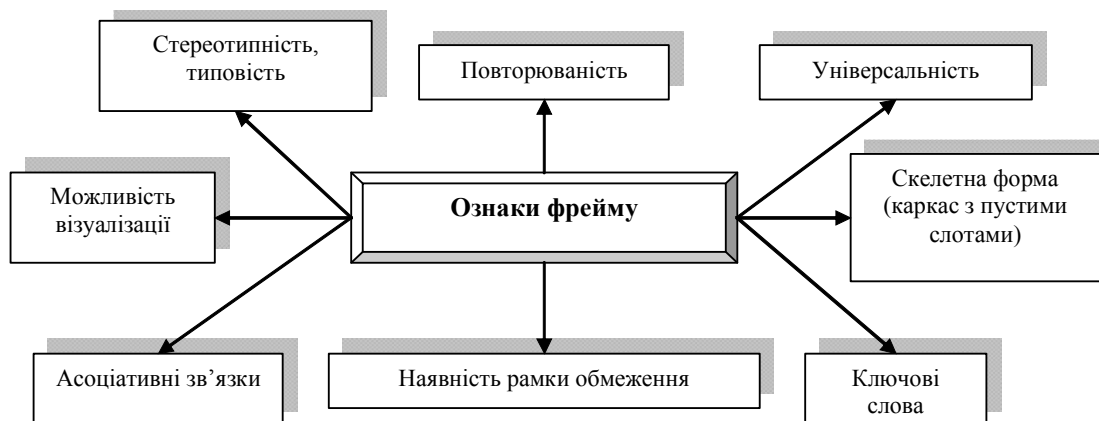 Стереотипність,
типовість
Повторюваність
Універсальність
Можливість
візуалізації
Ознаки фрейму
Скелетна форма
(каркас з пустими
слотами)
Асоціативні зв’язки
Наявність рамки обмеження
Ключові
слова